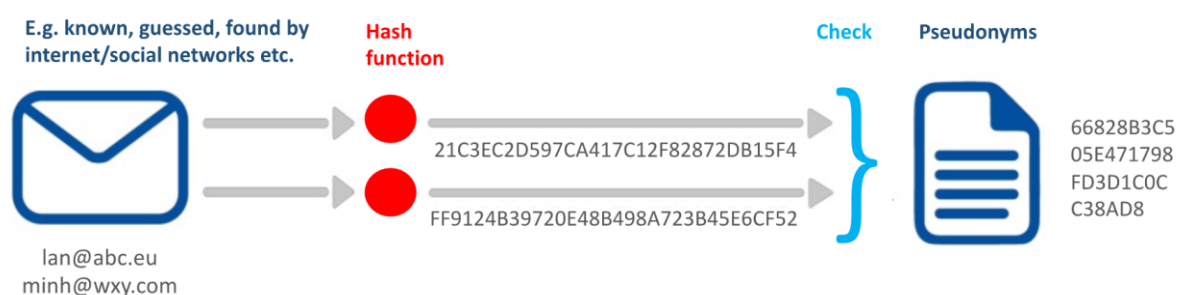 E.g. known, guessed, found by
internet/social networks etc.
Hash
function
Check
Pseudonyms
21C3EC2D597CA417C12F82872DB15F4
FF9124B39720E48B498A723B45E6CF52
66828B3C5
05E471798
FD3D1C0C
C38AD8
lan@abc.eu
minh@wxy.com